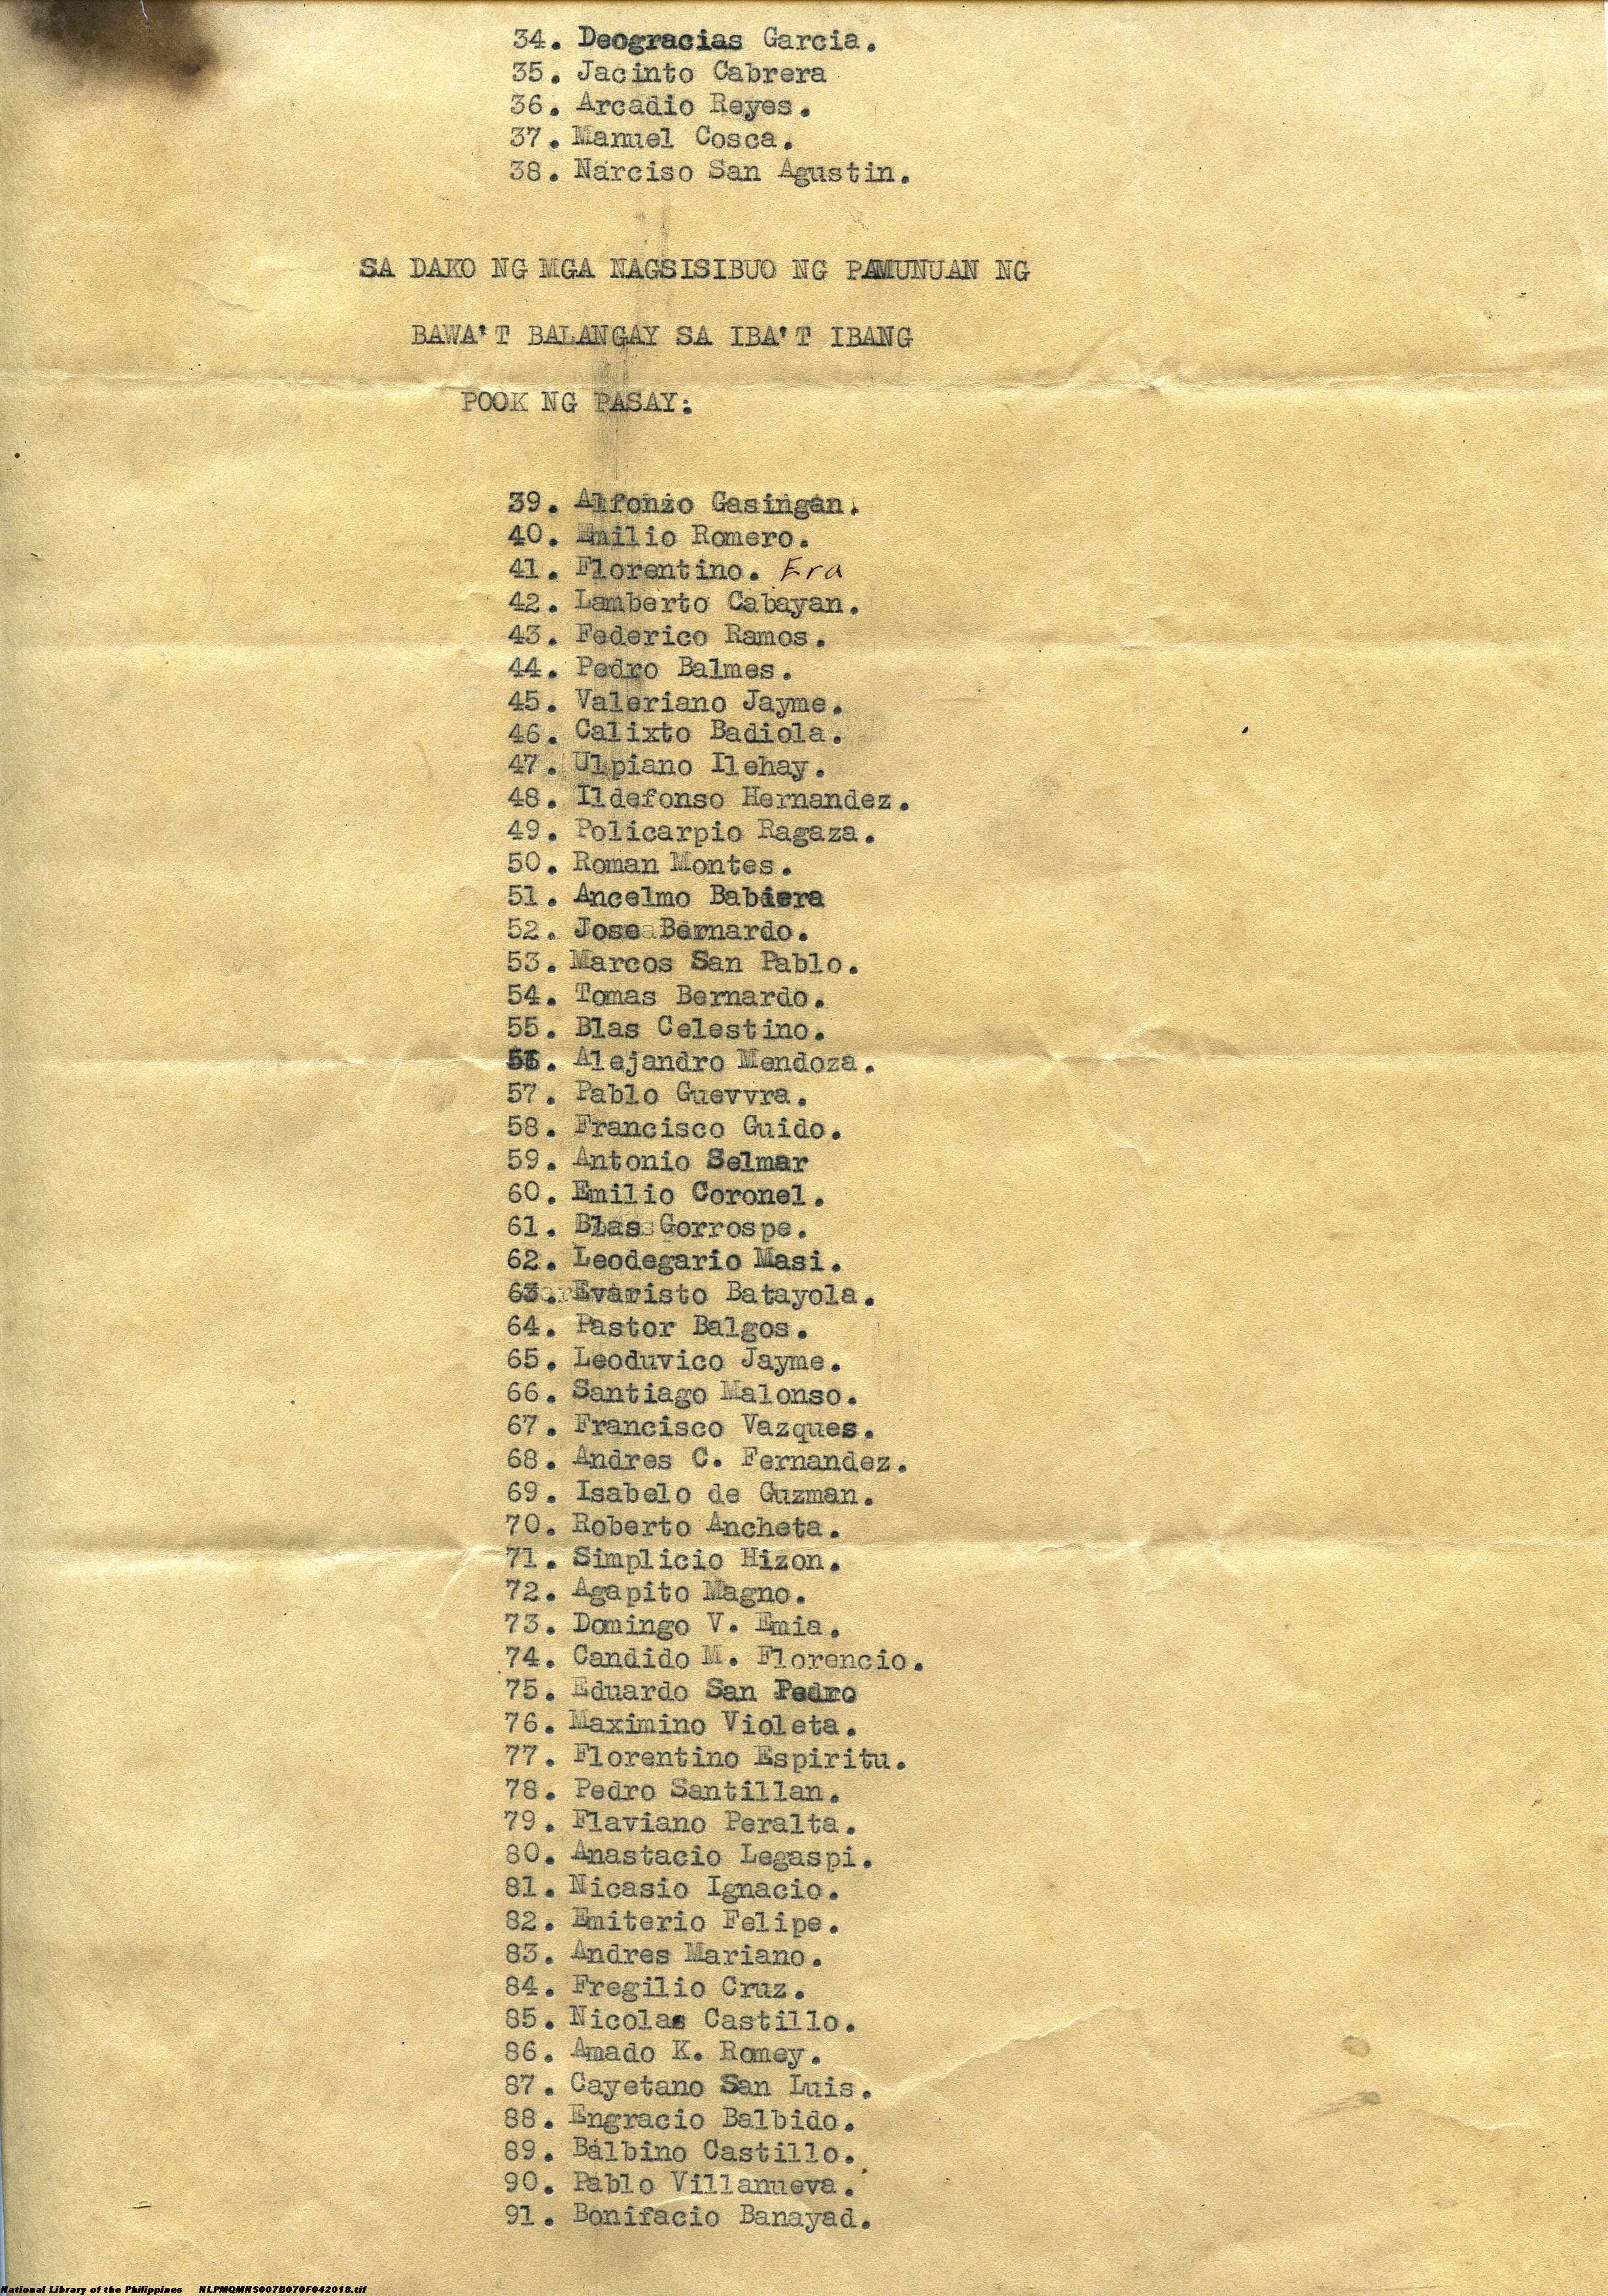 34. Deogracias Garcia.
35. Jacinto Cabrera
36. Arcadio Reyes.
37. Manuel Cosca.
38. Narciso San Agustin.
SA DAKO NG MGA NAGSISIBUO NG PAMUNUAN NG
BAWA'T BALANGAY SA IBA'T IBANG
POOK NG PASAY:
39. Alfonso Gasingan.
40. Emilio Romero.
41. Florentino. Era
42. Lamberto Cabayan.
43. Federico Ramos.
44. Pedro Balmes.
45. Valeriano Jayme.
46. Calixto Badiola.
47. Ulpiano Ilehay.
48. Ildefonso Hernandez.
49. Policarpio Ragaza.
50. Roman Montes.
51. Ancelmo Babiera
52. Jose Bernardo.
53. Marcos San Pablo.
54. Tomas Bernardo.
55. Blas Celestino.
56. Alejandro Mendoza.
57. Pablo Guevvra.
58. Francisco Guido.
59. Antonio Selmar
60. Emilio Coronel.
61. Blas Gorrospe.
62. Leodegario Masi.
63. Evaristo Batayola.
64. Pastor Balgos.
65. Leoduvico Jayme.
66. Santiago Malonso.
67. Francisco Vazques.
68. Andres C. Fernandez.
69. Isabelo de Guzman.
70. Roberto Ancheta.
71. Simplicio Hizon.
72. Agapito Magno.
73. Domingo V. Emia.
74. Candido M. Florencio.
75. Eduardo San Pedro
76. Maximino Violeta.
77. Florentino Espiritu.
78. Pedro Santillan.
79. Flaviano Peralta.
80. Anastacio Legaspi.
81. Nicasio Ignacio.
82. Emiterio Felipe.
83. Andres Mariano.
84. Fregilio Cruz.
85. Nicolas Castillo.
86. Amado K. Romey.
87. Cayetano San Luis.
88. Engracio Balbido.
89. Balbino Castillo.
90. Pablo Villanueva.
91. Bonifacio Banayad.
National Library of the Philippines NLPMQMNS007B070F042018.tif